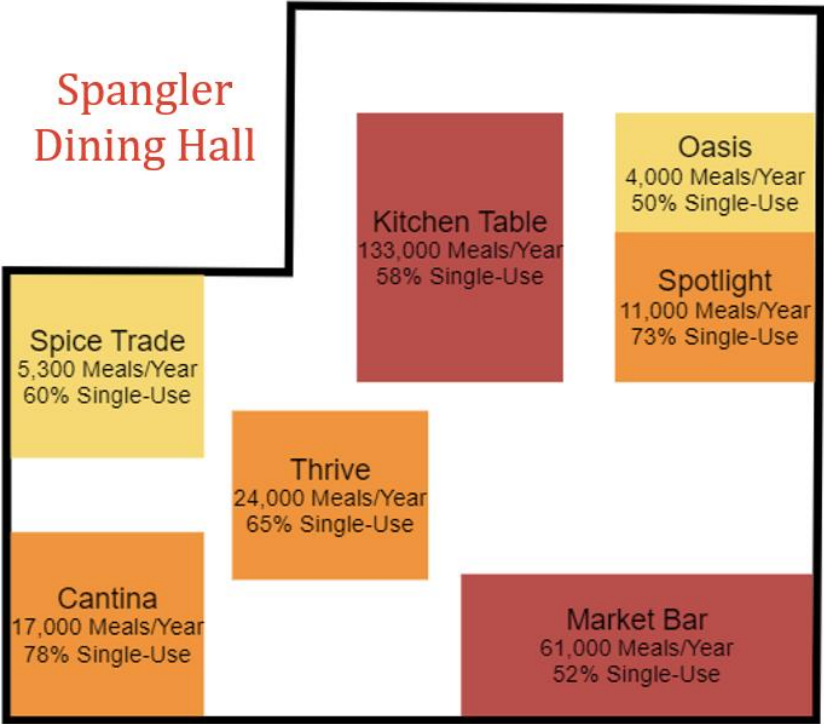 Spangler
Dining Hall
Oasis
4,000 Meals/Year
50% Single-Use
Kitchen Table
133,000 Meals/Year
58% Single-Use
Spotlight
11,000 Meals/Year
73% Single-Use
Spice Trade
5,300 Meals/Year
60% Single-Use
Thrive
24,000 Meals/Year
65% Single-Use
Cantina
17,000 Meals/Year
78% Single-Use
Market Bar
61,000 Meals/Year
52% Single-Use